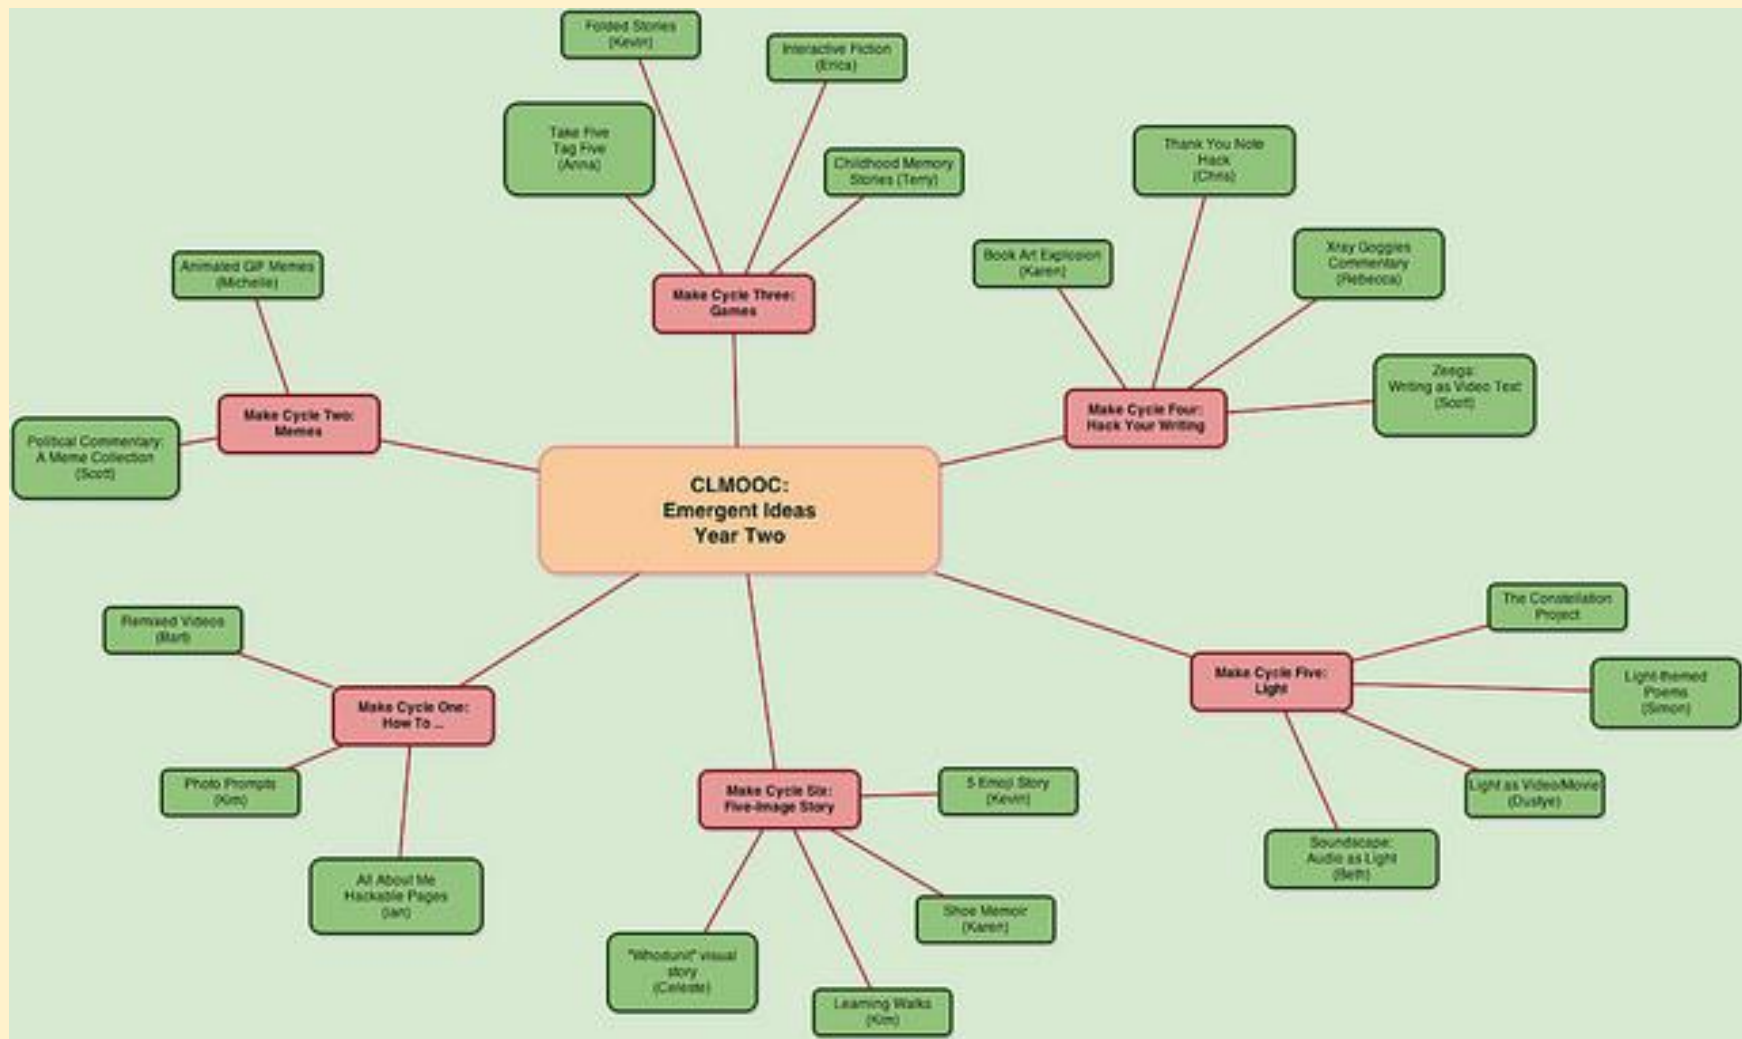 Folded Stories
(Kevin)
Interactive Fiction
(Erica)
Take Five
Tag Five
(Anna)
Childhood Memory
Stories (Terry)
Thank You Note
Hack
(Chris)
Book Art Explosion
(Karen)
Xray Goggles
Commentary
(Rebecca)
Animated GIF Memes
(Michelle)
Make Cycle Three:
Games
Zeega:
Writing as Video Text
(Scott)
Make Cycle Two:
Memes
Make Cycle Four:
Hack Your Writing
Political Commentary:
A Meme Collection
(Scott)
CLMOOC:
Emergent Ideas
Year Two
Remixed Videos
(Bart)
The Constellation
Project
Make Cycle One:
How To ...
Make Cycle Five:
Light
Light-themed
Poems
(Simon)
Photo Prompts
(Kim)
Make Cycle Six:
Five-Image Story
5 Emoji Story
(Kevin)
Light as Video/Movie
(Dustye)
All About Me
Hackable Pages
(Ian)
Soundscape:
Audio as Light
(Beth)
Shoe Memoir
(Karen)
"Whodunit" visual
story
(Celeste)
Learning Walks
(Kim)